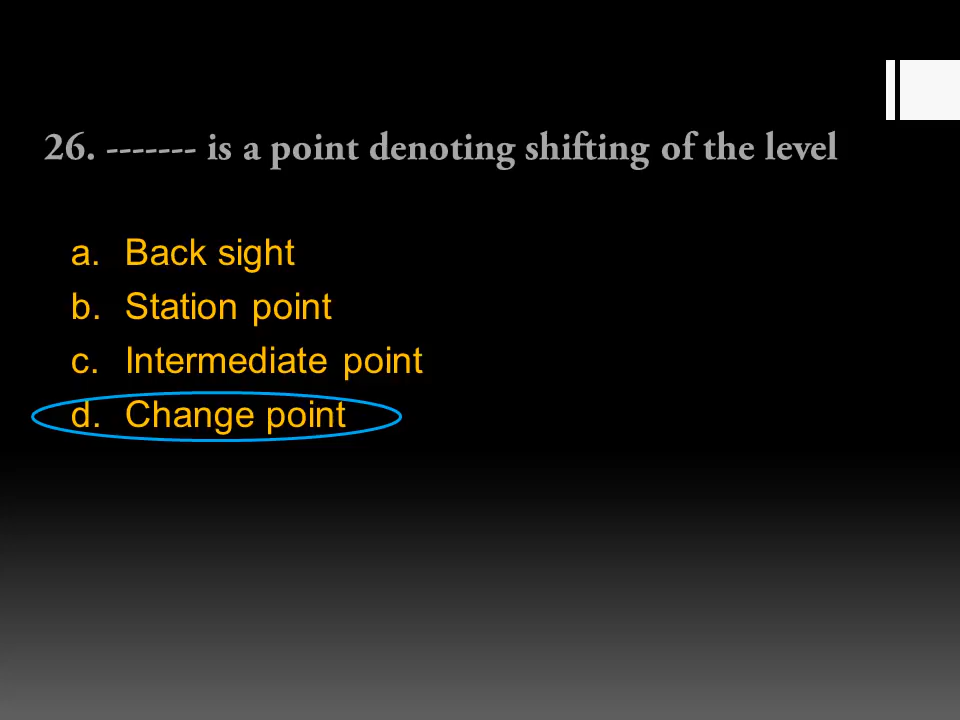 26. ------- is a point denoting shifting of the level
a. Back sight
b. Station point
c. Intermediate point
d. Change point